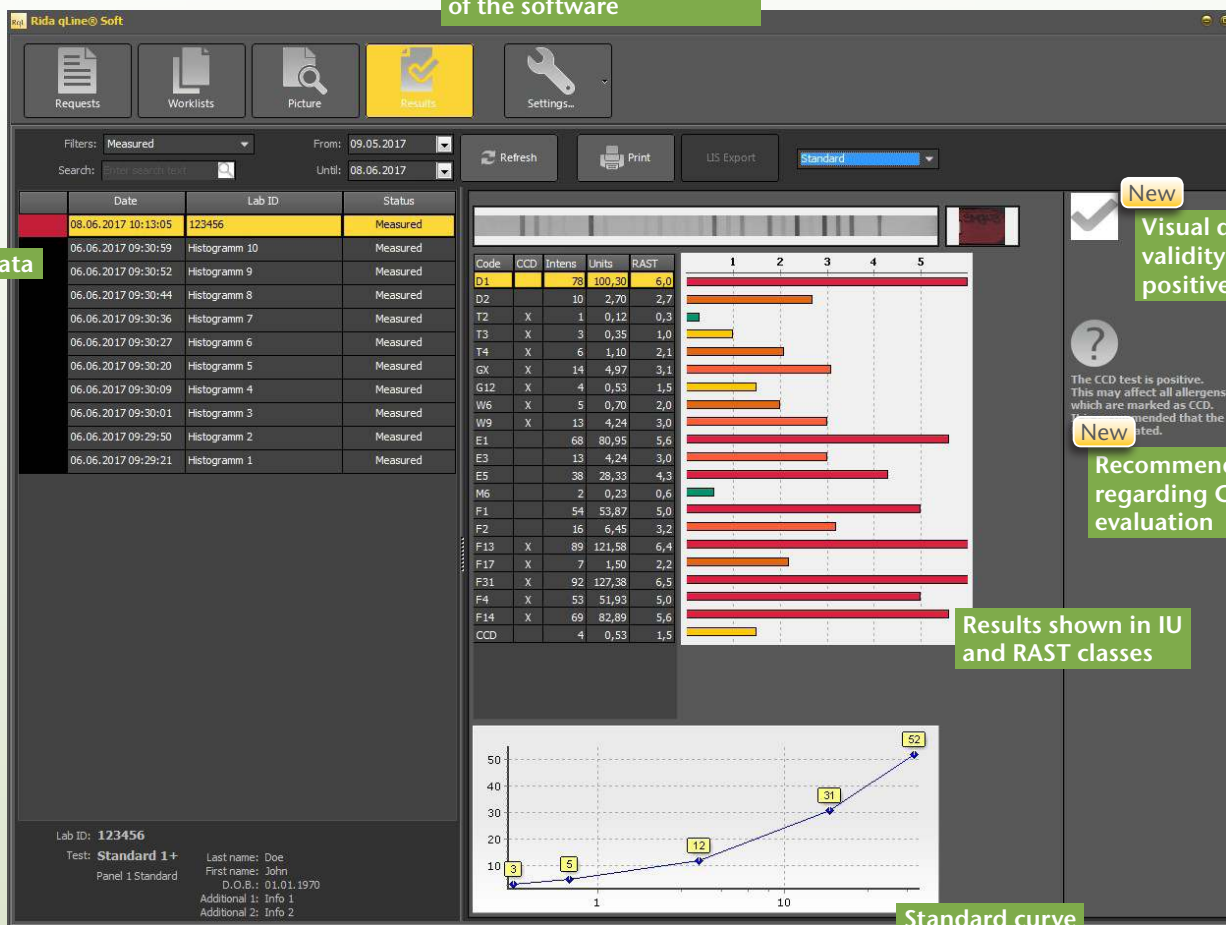 of the software
Rql Rida qLine® Soft
Requests Worklists Picture Results Settings...
Filters: Measured From: 09.05.2017
Search: Enter search text Until: 08.06.2017
Refresh Print LIS Export Standard
Date Lab ID Status
08.06.2017 10:13:05 123456 Measured
06.06.2017 09:30:59 Histogramm 10 Measured
06.06.2017 09:30:52 Histogramm 9 Measured
06.06.2017 09:30:44 Histogramm 8 Measured
06.06.2017 09:30:36 Histogramm 7 Measured
06.06.2017 09:30:27 Histogramm 6 Measured
06.06.2017 09:30:20 Histogramm 5 Measured
06.06.2017 09:30:09 Histogramm 4 Measured
06.06.2017 09:30:01 Histogramm 3 Measured
06.06.2017 09:29:50 Histogramm 2 Measured
06.06.2017 09:29:21 Histogramm 1 Measured
ata
Lab ID: 123456
Test: Standard 1+
Panel 1 Standard
Last name: Doe
First name: John
D.O.B.: 01.01.1970
Additional 1: Info 1
Additional 2: Info 2
Code CCD Intens Units RAST
D1 78 100,30 6,0
D2 10 2,70 2,7
T2 X 1 0,12 0,3
T3 X 3 0,35 1,0
T4 X 6 1,10 2,1
GX X 14 4,97 3,1
G12 X 4 0,53 1,5
W6 X 5 0,70 2,0
W9 X 13 4,24 3,0
E1 68 80,95 5,6
E3 13 4,24 3,0
E5 38 28,33 4,3
M6 2 0,23 0,6
F1 54 53,87 5,0
F2 16 6,45 3,2
F13 X 89 121,58 6,4
F17 X 7 1,50 2,2
F31 X 92 127,38 6,5
F4 X 53 51,93 5,0
F14 X 69 82,89 5,6
CCD 4 0,53 1,5
1 2 3 4 5
New
Visual c
validity
positive
?
The CCD test is positive.
This may affect all allergens
which are marked as CCD.
mended that the
ated.
New
Recommend
regarding C
evaluation
Results shown in IU
and RAST classes
50
40
30
20
10
3 5 12 31 52
1 10
Standard curve